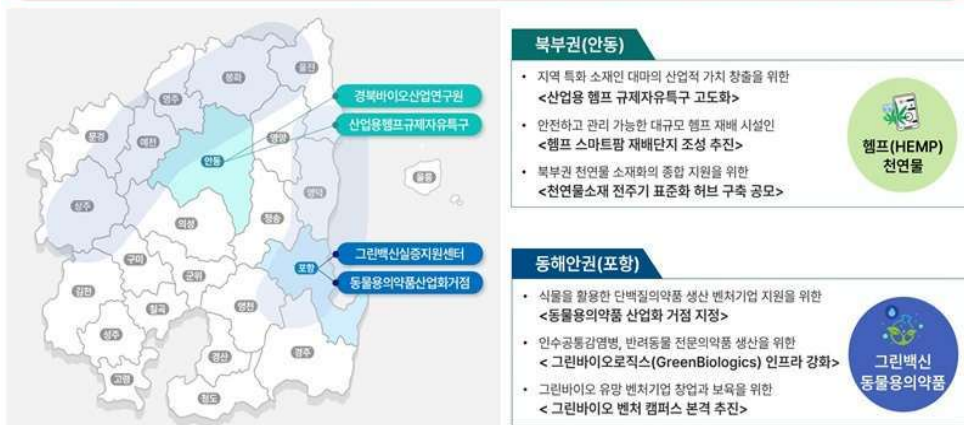 울진
봉화
영주
경북바이오산업연구원
산업용헴프규제자유특구
문경
예천
안동
영양
울릉
상주
영덕
의성
청송
구미
군위
포항
그린백신실증지원센터
동물용의약품산업화거점
김천
칠곡
영천
성주
경산
경주
고령
청도
북부권(안동)
• 지역 특화 소재인 대마의 산업적 가치 창출을 위한
<산업용 헴프 규제자유특구 고도화>
• 안전하고 관리 가능한 대규모 헴프 재배 시설인
<헴프 스마트팜 재배단지 조성 추진>
• 북부권 천연물 소재화의 종합 지원을 위한
<천연물소재 전주기 표준화 허브 구축 공모>
헴프(HEMP)
천연물
동해안권(포항)
• 식물을 활용한 단백질의약품 생산 벤처기업 지원을 위한
<동물용의약품 산업화 거점 지정>
• 인수공통감염병, 반려동물 전문의약품 생산을 위한
< 그린바이오로직스(GreenBiologics) 인프라 강화>
• 그린바이오 유망 벤처기업 창업과 보육을 위한
< 그린바이오 벤처 캠퍼스 본격 추진>
그린백신
동물용의약품